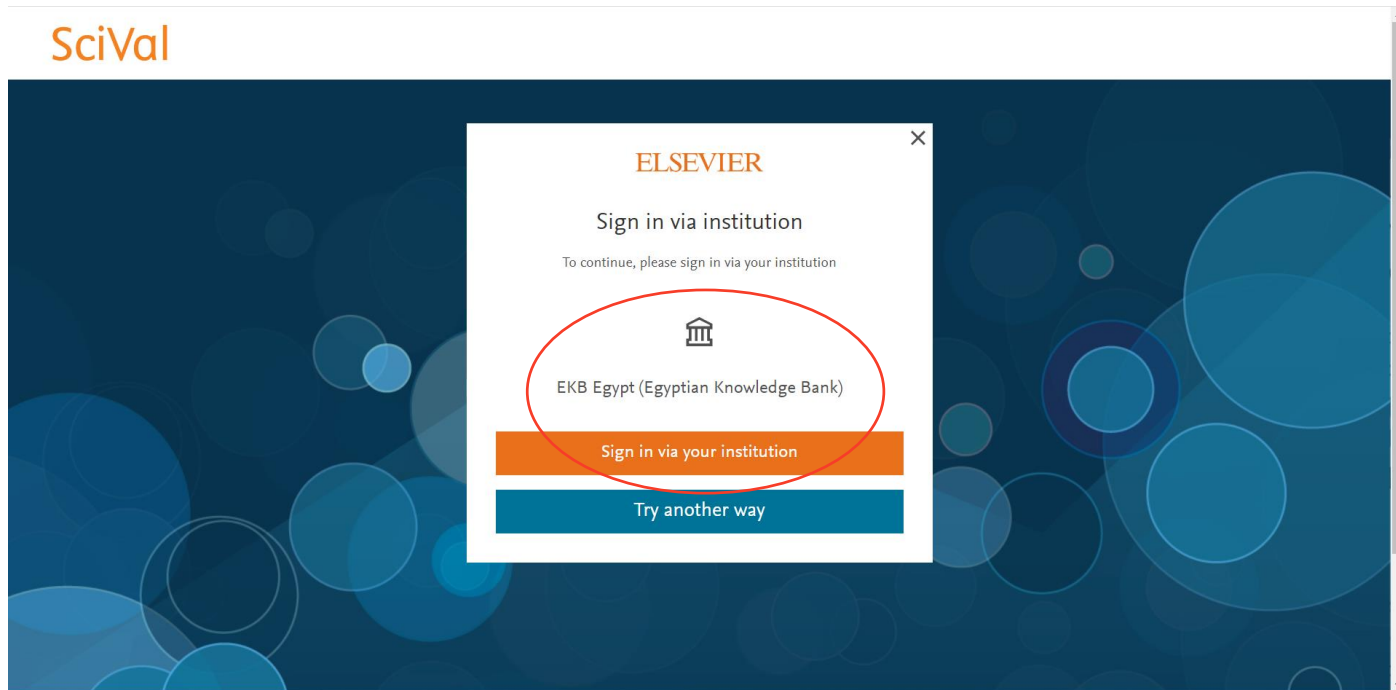 SciVal
ELSEVIER
Sign in via institution
To continue, please sign in via your institution
EKB Egypt (Egyptian Knowledge Bank)
Sign in via your institution
Try another way